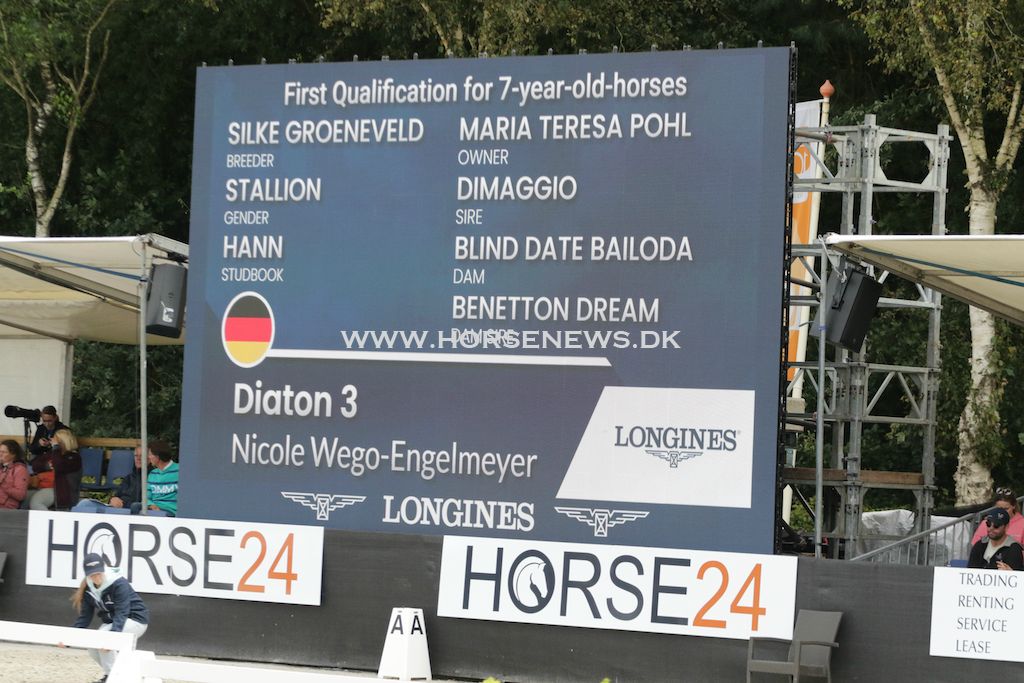 First Qualification for 7-year-old-horses
SILKE GROENEVELD
BREEDER
STALLION
GENDER
HANN
STUDBOOK
MARIA TERESA POHL
OWNER
DIMAGGIO
SIRE
BLIND DATE BAILODA
DAM
BENETTON DREAM
DAM SIRE
WWW.HORSENEWS.DK
Diaton 3
Nicole Wego-Engelmeyer
LONGINES
LONGINES
HORSE24
HORSE24
A A
TRADING
RENTING
SERVICE
LEASE